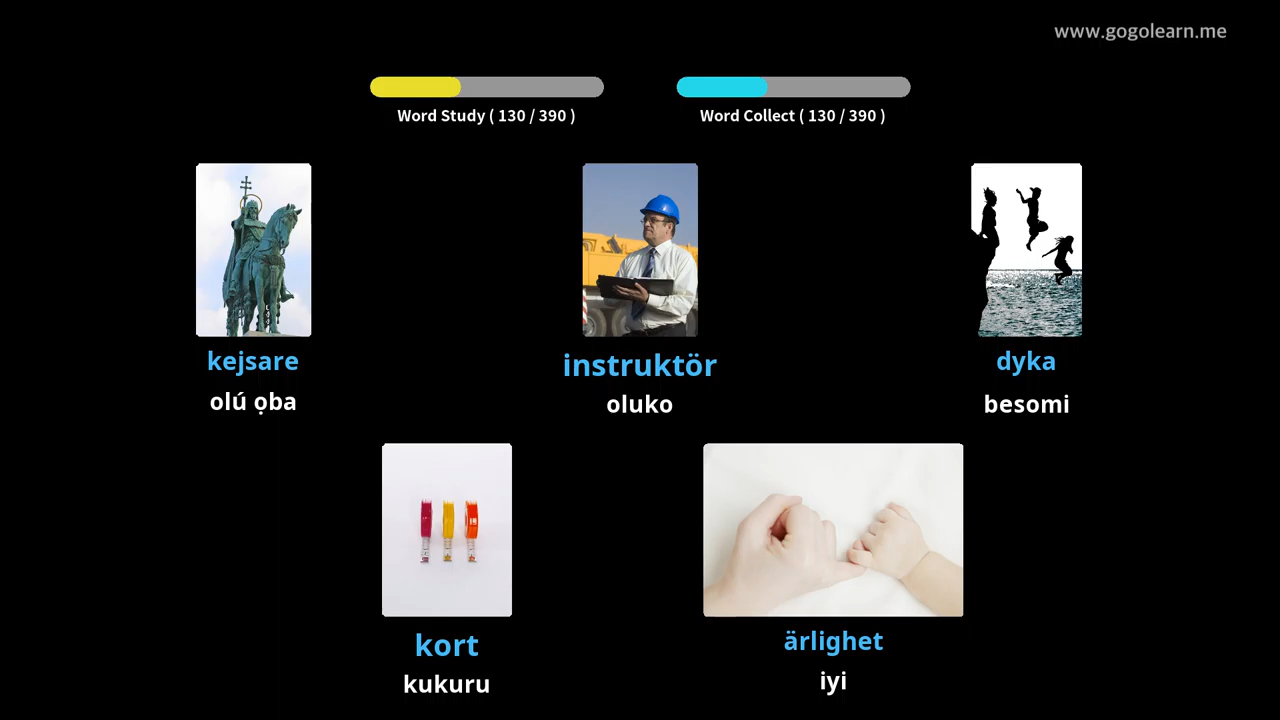 www.gogolearn.me
Word Study ( 130 / 390 )
Word Collect ( 130 / 390 )
kejsare
olú ọba
instruktör
oluko
dyka
besomi
kort
kukuru
ärlighet
iyi